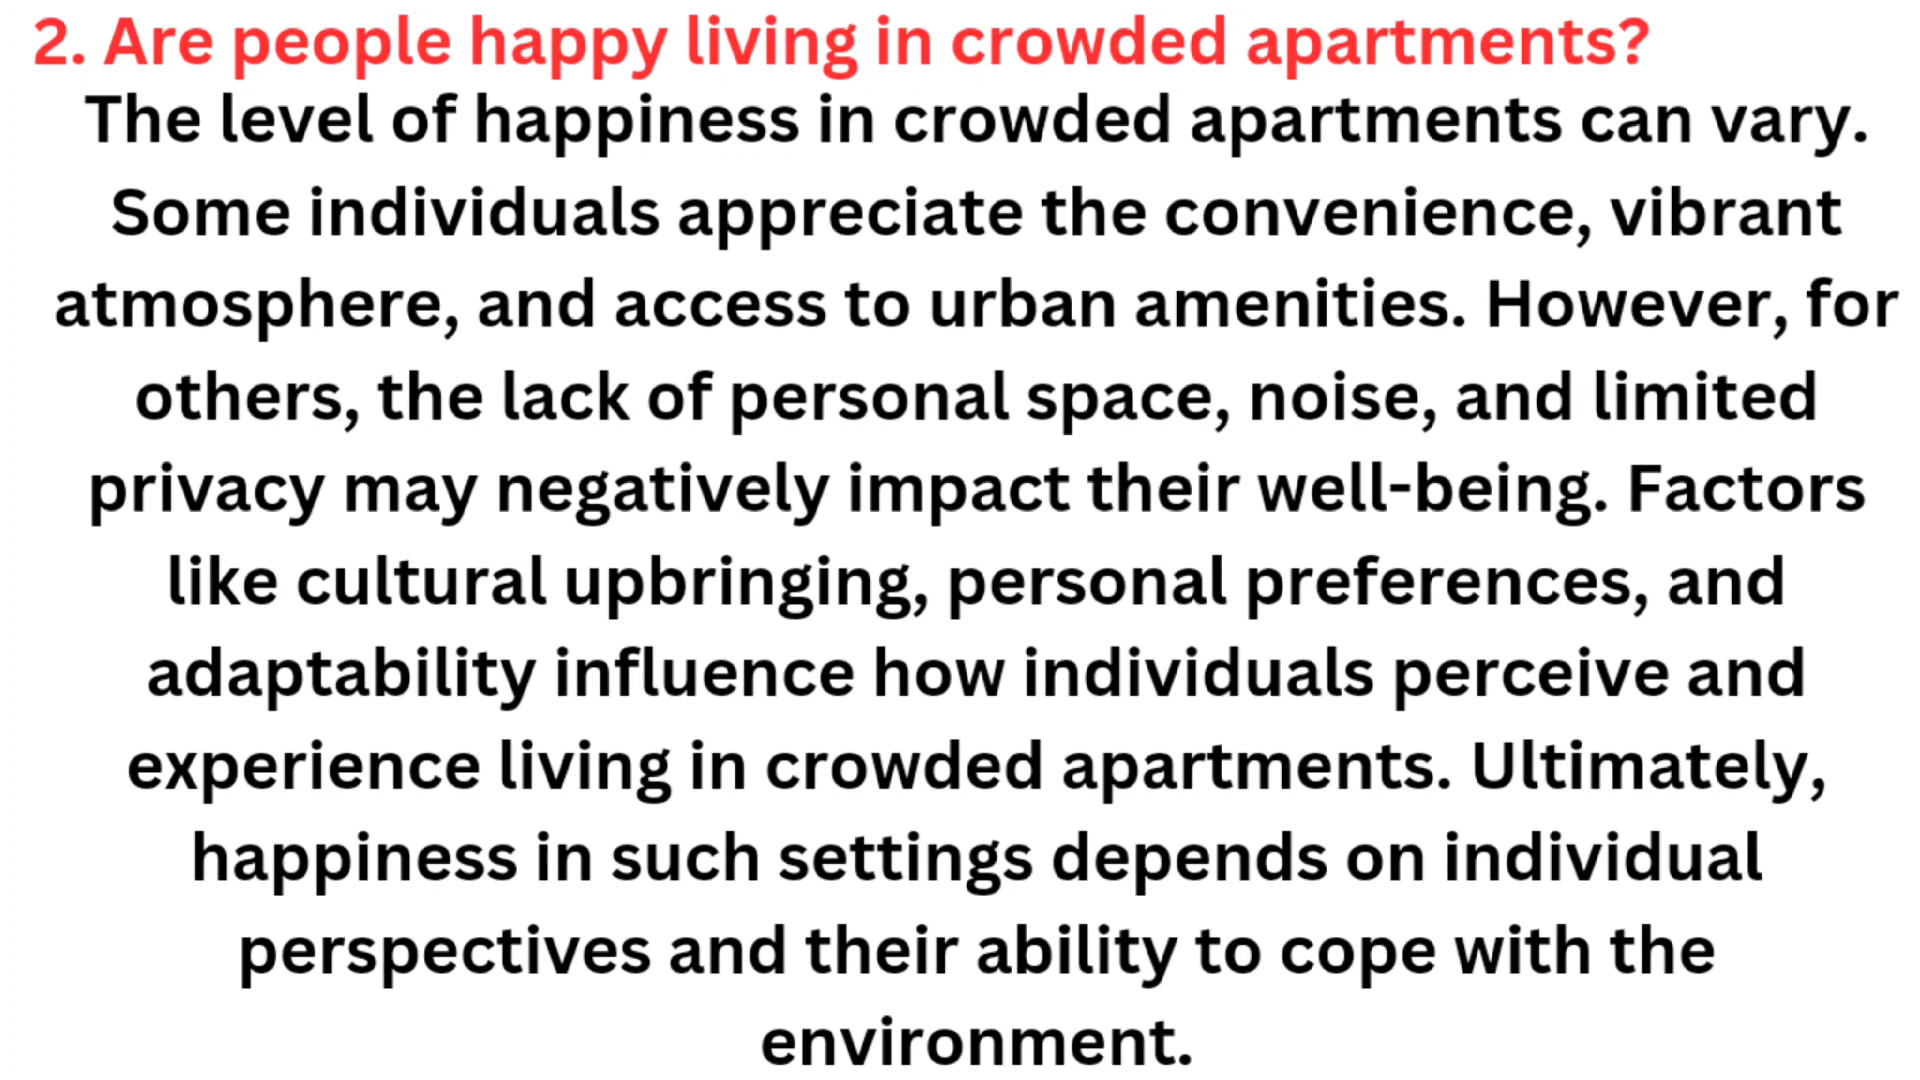 2. Are people happy living in crowded apartments?
The level of happiness in crowded apartments can vary.
Some individuals appreciate the convenience, vibrant
atmosphere, and access to urban amenities. However, for
others, the lack of personal space, noise, and limited
privacy may negatively impact their well-being. Factors
like cultural upbringing, personal preferences, and
adaptability influence how individuals perceive and
experience living in crowded apartments. Ultimately,
happiness in such settings depends on individual
perspectives and their ability to cope with the
environment.